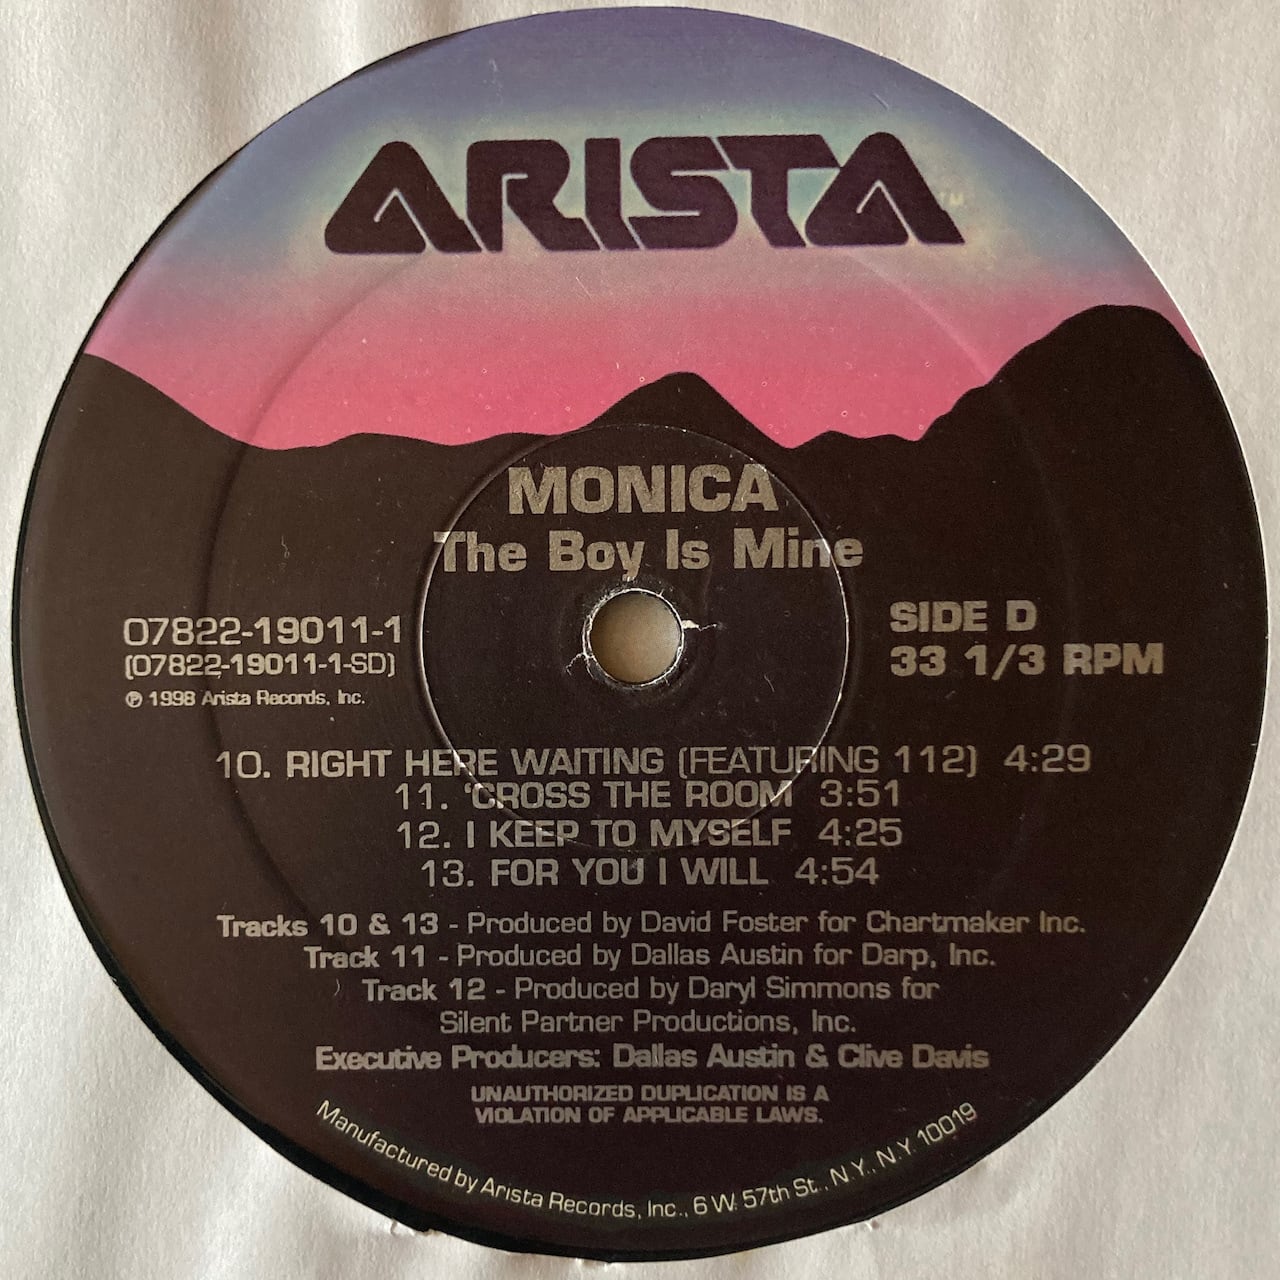 ARISTA™
MONICA
The Boy Is Mine
07822-19011-1
(07822-19011-1-SD)
℗ 1998 Arista Records, Inc.
SIDE D
33 1/3 RPM
10. RIGHT HERE WAITING (FEATURING 112) 4:29
11. ‘CROSS THE ROOM 3:51
12. I KEEP TO MYSELF 4:25
13. FOR YOU I WILL 4:54
Tracks 10 & 13 - Produced by David Foster for Chartmaker Inc.
Track 11 - Produced by Dallas Austin for Darp, Inc.
Track 12 - Produced by Daryl Simmons for
Silent Partner Productions, Inc.
Executive Producers: Dallas Austin & Clive Davis
UNAUTHORIZED DUPLICATION IS A
VIOLATION OF APPLICABLE LAWS.
Manufactured by Arista Records, Inc., 6 W. 57th St., N.Y., N.Y. 10019